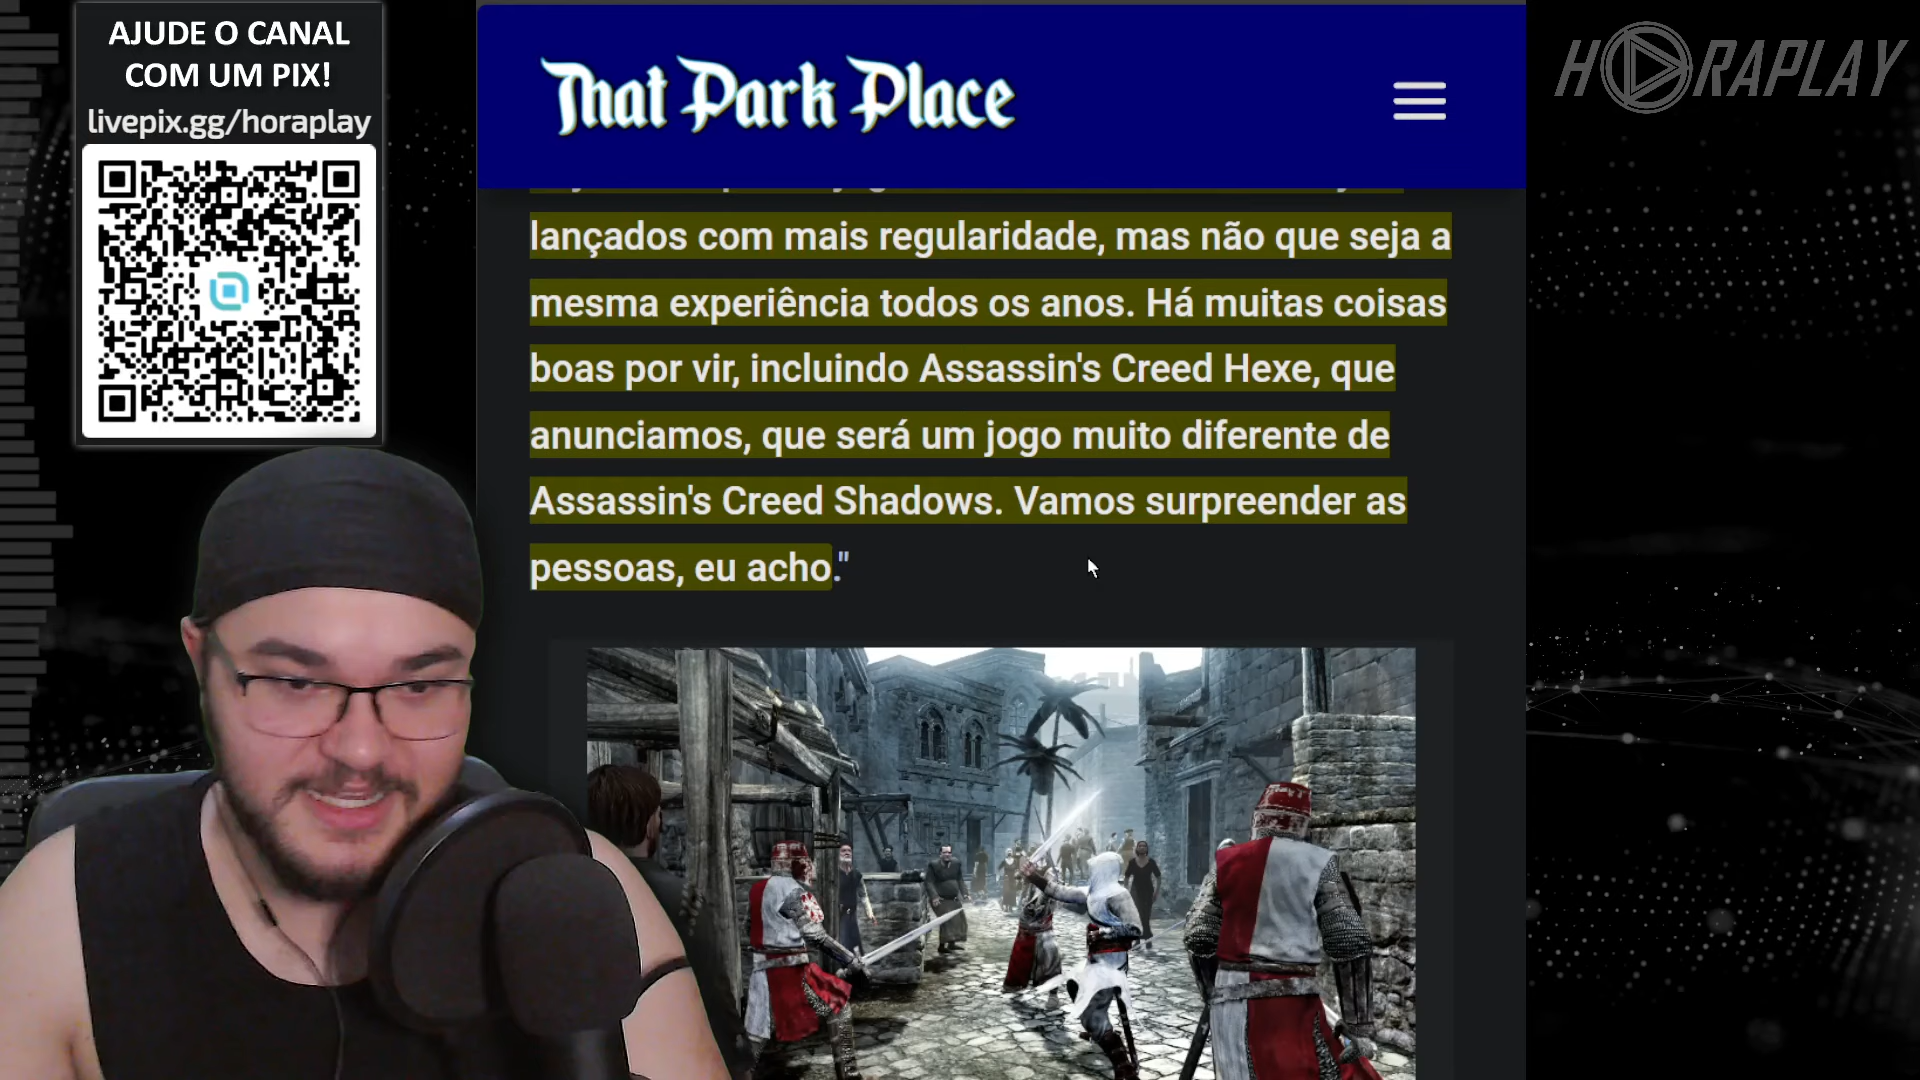 AJUDE O CANAL
COM UM PIX!
livepix.gg/horaplay
That Park Place
HORAPLAY
lançados com mais regularidade, mas não que seja a
mesma experiência todos os anos. Há muitas coisas
boas por vir, incluindo Assassin's Creed Hexe, que
anunciamos, que será um jogo muito diferente de
Assassin's Creed Shadows. Vamos surpreender as
pessoas, eu acho."